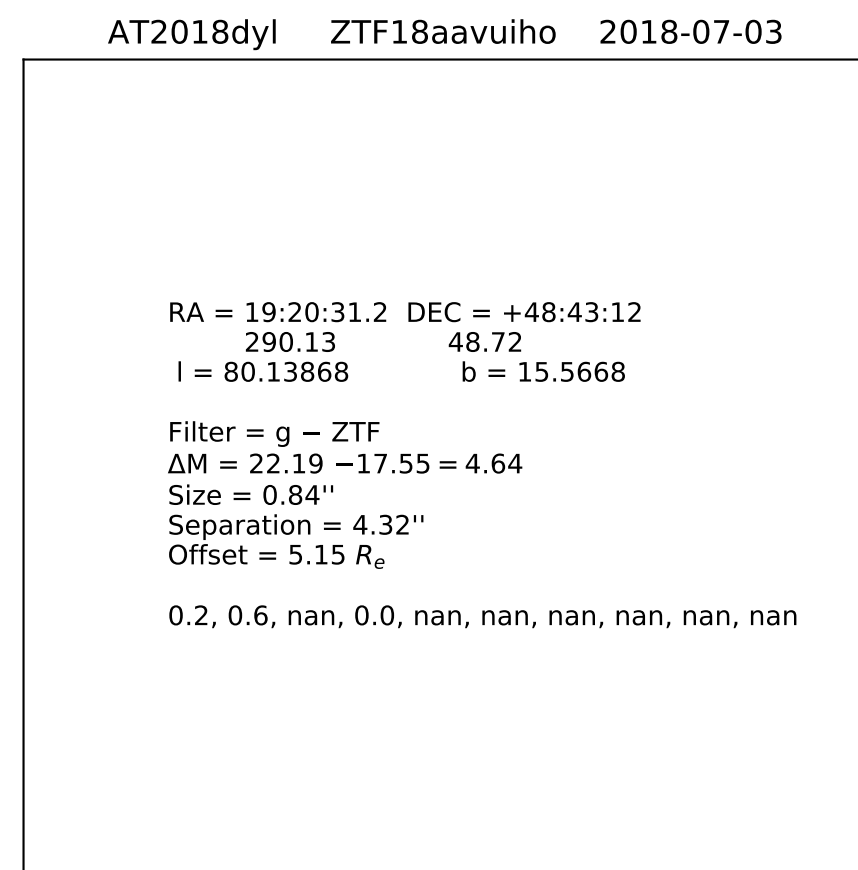 AT2018dyl ZTF18aavuiho 2018-07-03
RA = 19:20:31.2 DEC = +48:43:12
290.13 48.72
l = 80.13868 b = 15.5668
Filter = g − ZTF
ΔM = 22.19 −17.55 = 4.64
Size = 0.84''
Separation = 4.32''
Offset = 5.15 Rₑ
0.2, 0.6, nan, 0.0, nan, nan, nan, nan, nan, nan